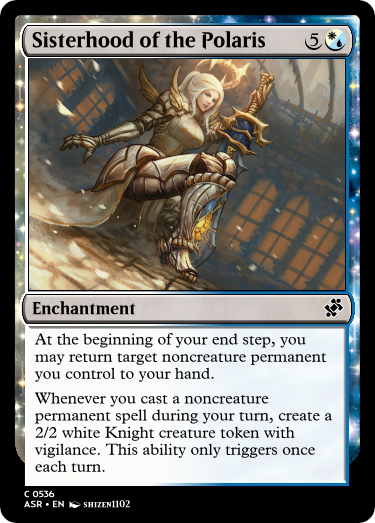 Sisterhood of the Polaris 5
Enchantment
At the beginning of your end step, you
may return target noncreature permanent
you control to your hand.
Whenever you cast a noncreature
permanent spell during your turn, create a
2/2 white Knight creature token with
vigilance. This ability only triggers once
each turn.
C 0536
ASR • EN SHIZEN1102